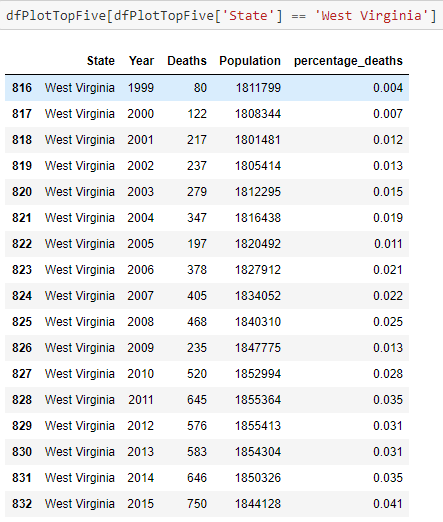 dfPlotTopFive[dfPlotTopFive['State'] == 'West Virginia']
State Year Deaths Population percentage_deaths
816 West Virginia 1999 80 1811799 0.004
817 West Virginia 2000 122 1808344 0.007
818 West Virginia 2001 217 1801481 0.012
819 West Virginia 2002 237 1805414 0.013
820 West Virginia 2003 279 1812295 0.015
821 West Virginia 2004 347 1816438 0.019
822 West Virginia 2005 197 1820492 0.011
823 West Virginia 2006 378 1827912 0.021
824 West Virginia 2007 405 1834052 0.022
825 West Virginia 2008 468 1840310 0.025
826 West Virginia 2009 235 1847775 0.013
827 West Virginia 2010 520 1852994 0.028
828 West Virginia 2011 645 1855364 0.035
829 West Virginia 2012 576 1855413 0.031
830 West Virginia 2013 583 1854304 0.031
831 West Virginia 2014 646 1850326 0.035
832 West Virginia 2015 750 1844128 0.041